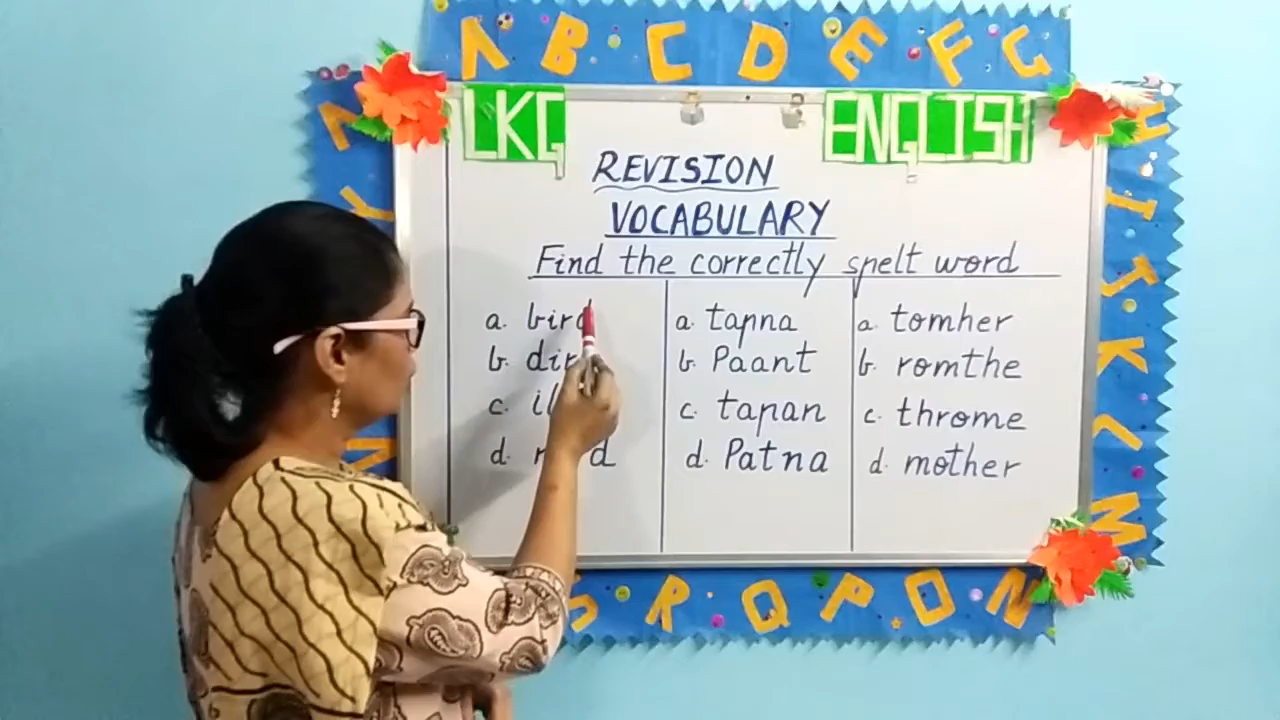 A B C D E F G
LKG ENGLISH
REVISION
VOCABULARY
Find the correctly spelt word
a. bird
b.
c.
d.
a. tapna
b. Paant
c. tapan
d. Patna
a. tomher
b. romthe
c. throme
d. mother
H
I
J
K
L
M
N
O
P
Q
R
S
Y
Z